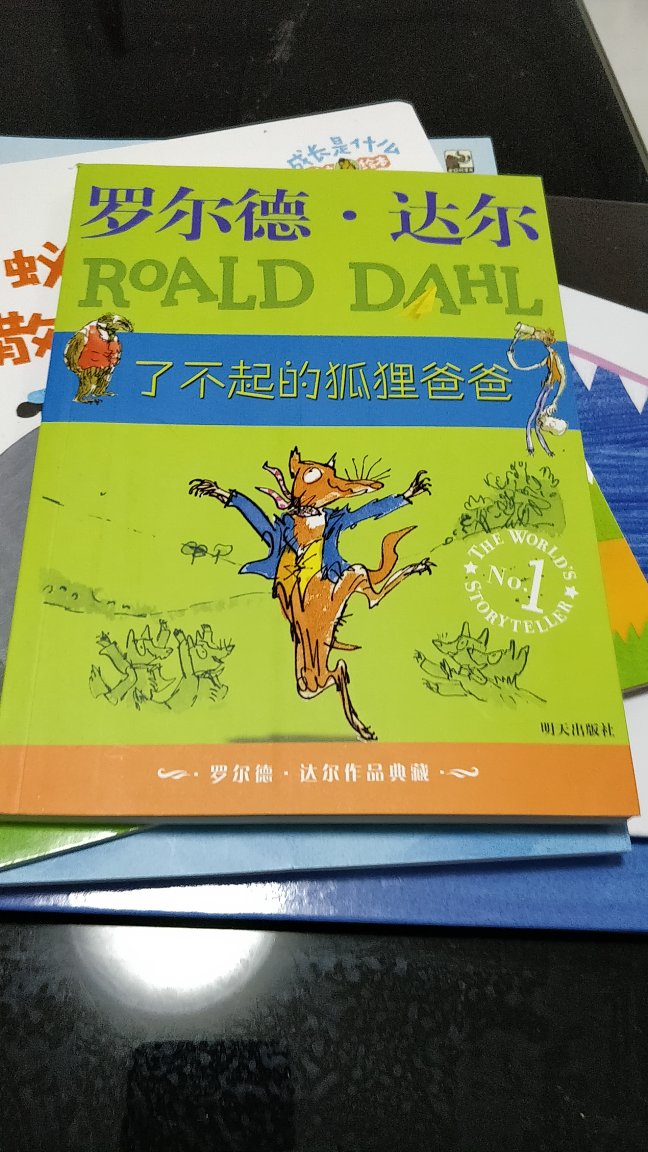 成长是什么
绘本
罗尔德·达尔
ROALD DAHL
了不起的狐狸爸爸
THE WORLD'S
No.1
STORYTELLER
明天出版社
·罗尔德·达尔作品典藏·